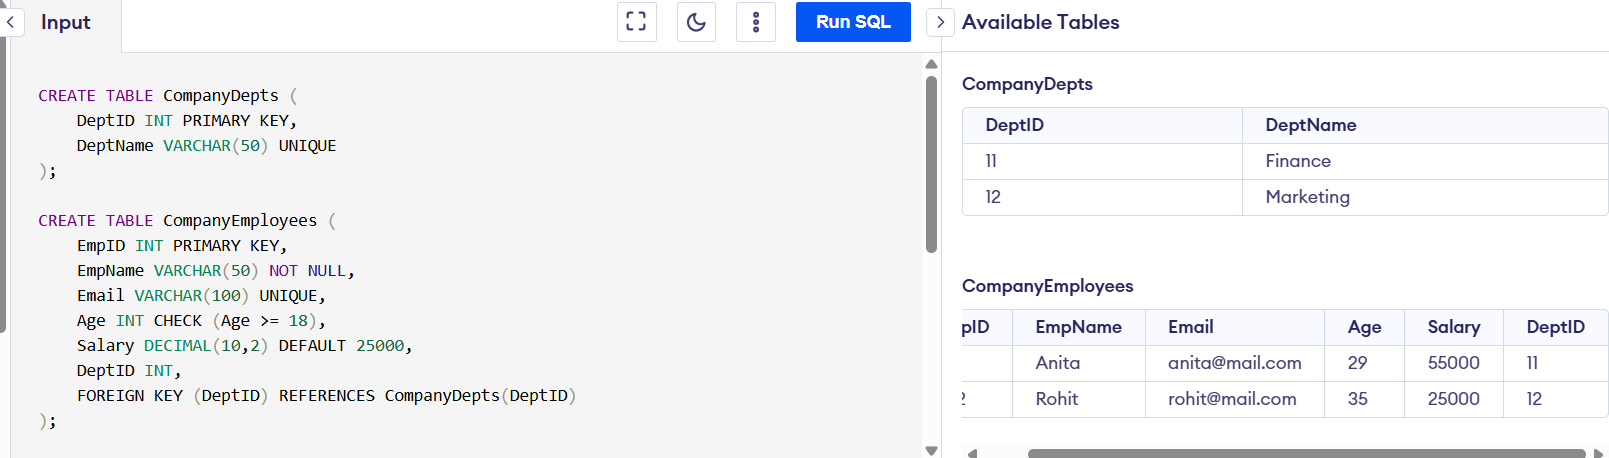 Input
Run SQL
CREATE TABLE CompanyDepts (
DeptID INT PRIMARY KEY,
DeptName VARCHAR(50) UNIQUE
);
CREATE TABLE CompanyEmployees (
EmpID INT PRIMARY KEY,
EmpName VARCHAR(50) NOT NULL,
Email VARCHAR(100) UNIQUE,
Age INT CHECK (Age >= 18),
Salary DECIMAL(10,2) DEFAULT 25000,
DeptID INT,
FOREIGN KEY (DeptID) REFERENCES CompanyDepts(DeptID)
);
Available Tables
CompanyDepts
DeptID DeptName
11 Finance
12 Marketing
CompanyEmployees
pID EmpName Email Age Salary DeptID
Anita anita@mail.com 29 55000 11
2 Rohit rohit@mail.com 35 25000 12